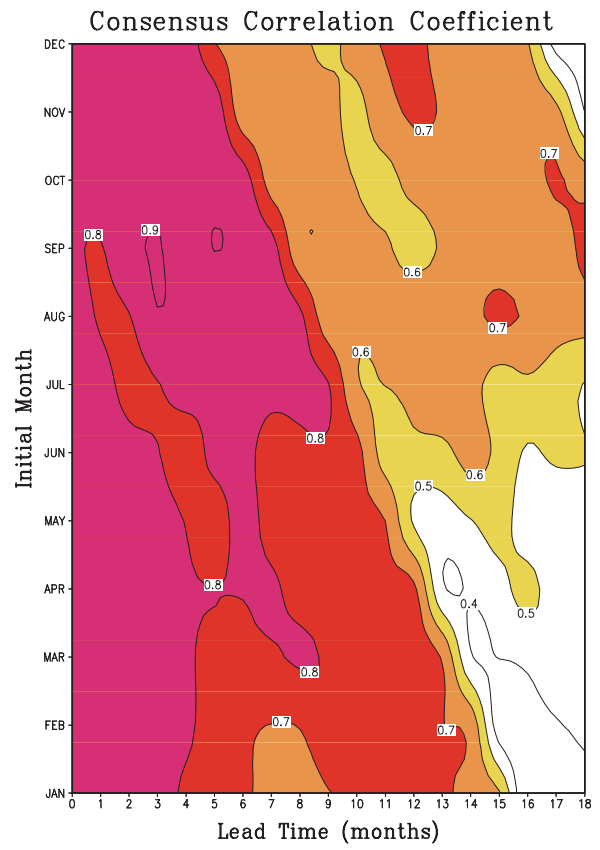 Consensus Correlation Coefficient
DEC
NOV
0.7
0.7
OCT
0.8
0.9
SEP
0.6
AUG
0.7
0.6
JUL
0.8
JUN
0.6
0.5
MAY
APR
0.8
0.4
0.5
MAR
0.8
FEB
0.7
0.7
JAN
Initial Month
0 1 2 3 4 5 6 7 8 9 10 11 12 13 14 15 16 17 18
Lead Time (months)